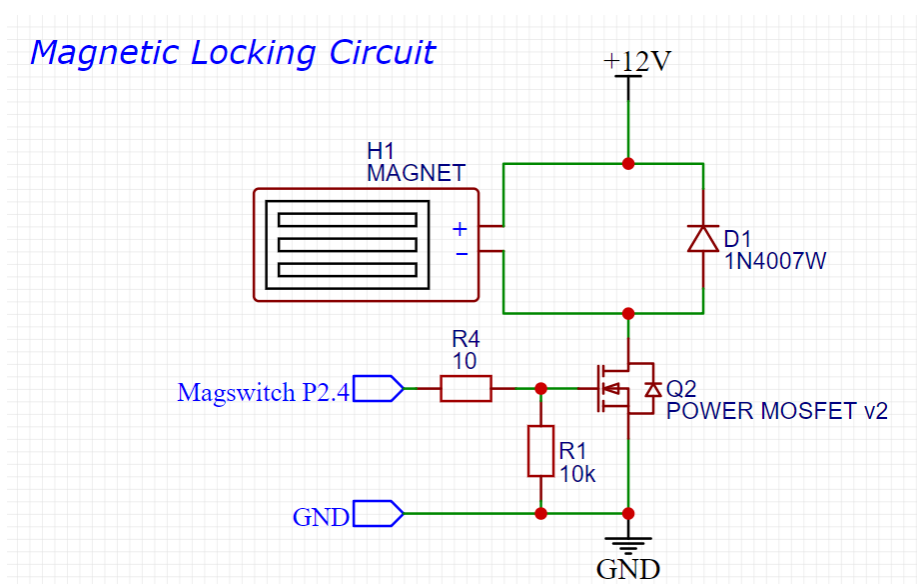 Magnetic Locking Circuit
+12V
H1
MAGNET
+
−
D1
1N4007W
R4
10
Magswitch P2.4
Q2
POWER MOSFET v2
R1
10k
GND
GND